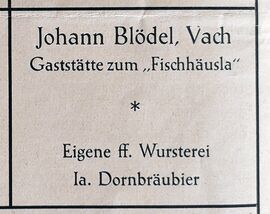 Johann Blödel, Vach
Gaststätte zum „Fischhäusla“
*
Eigene ff. Wursterei
Ia. Dornbräubier